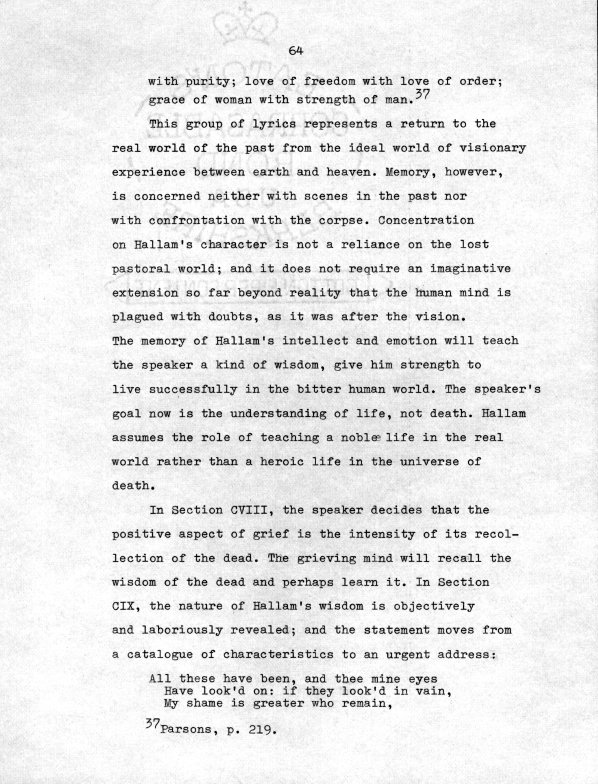 64
with purity; love of freedom with love of order;
grace of woman with strength of man.37
This group of lyrics represents a return to the
real world of the past from the ideal world of visionary
experience between earth and heaven. Memory, however,
is concerned neither with scenes in the past nor
with confrontation with the corpse. Concentration
on Hallam's character is not a reliance on the lost
pastoral world; and it does not require an imaginative
extension so far beyond reality that the human mind is
plagued with doubts, as it was after the vision.
The memory of Hallam's intellect and emotion will teach
the speaker a kind of wisdom, give him strength to
live successfully in the bitter human world. The speaker's
goal now is the understanding of life, not death. Hallam
assumes the role of teaching a noble life in the real
world rather than a heroic life in the universe of
death.
In Section CVIII, the speaker decides that the
positive aspect of grief is the intensity of its recol-
lection of the dead. The grieving mind will recall the
wisdom of the dead and perhaps learn it. In Section
CIX, the nature of Hallam's wisdom is objectively
and laboriously revealed; and the statement moves from
a catalogue of characteristics to an urgent address:
All these have been, and thee mine eyes
Have look'd on: if they look'd in vain,
My shame is greater who remain,
37Parsons, p. 219.